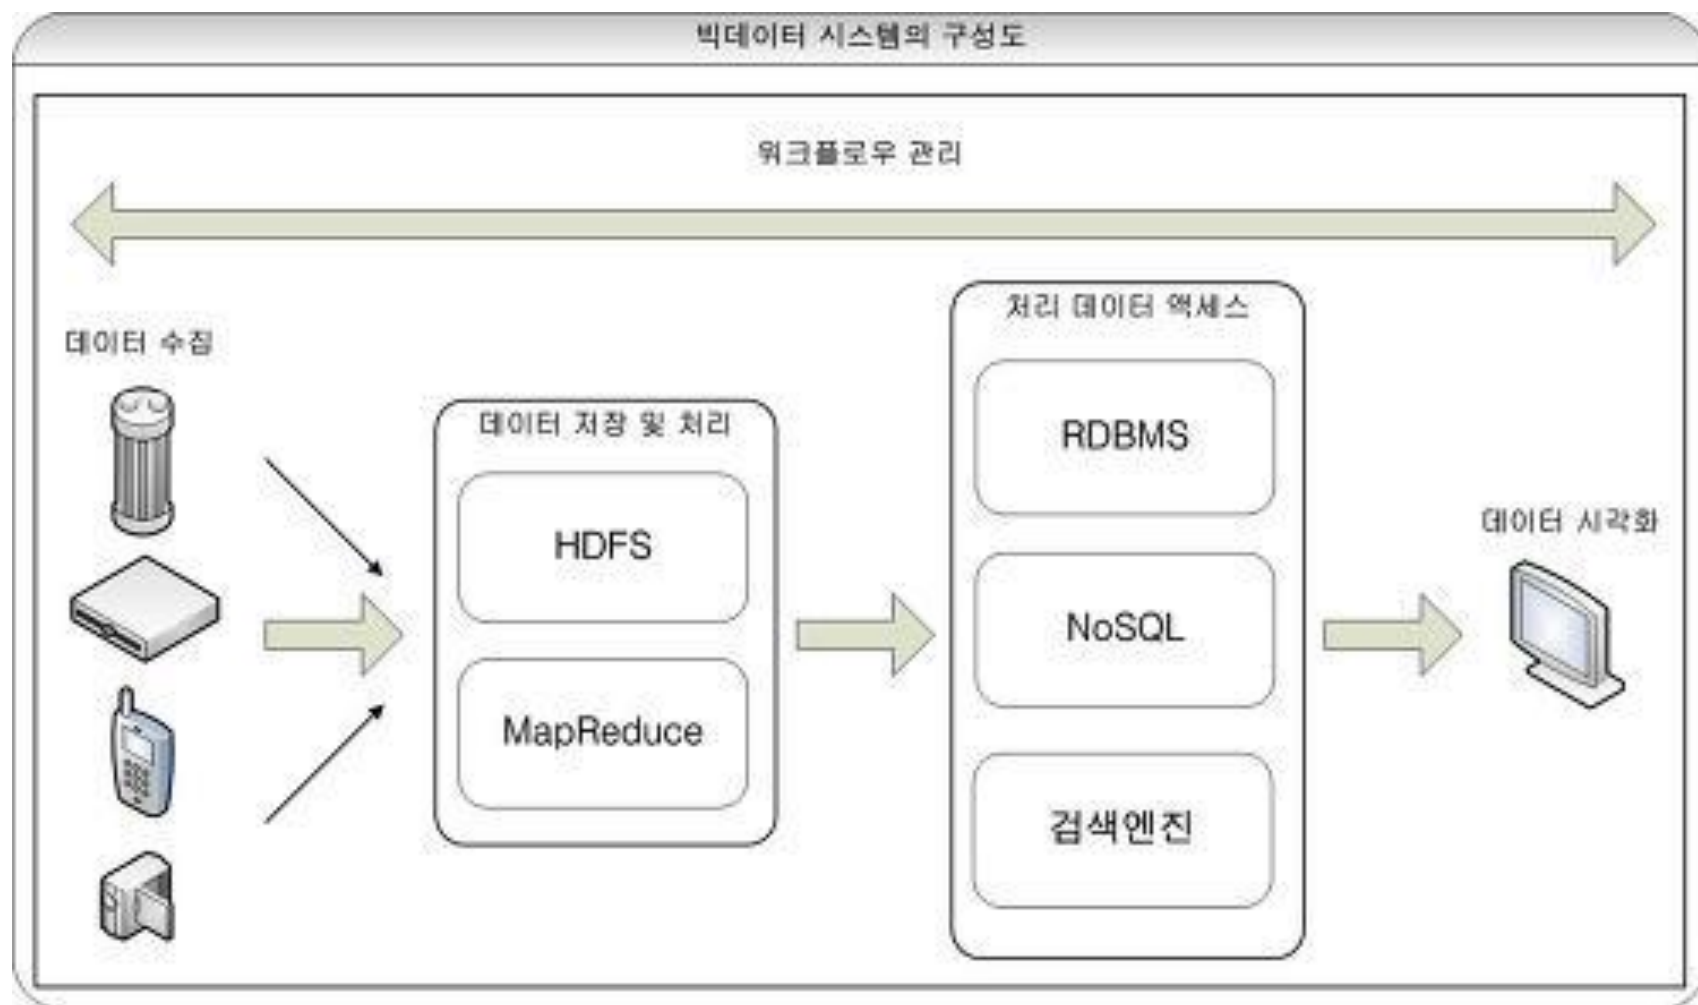 빅데이터 시스템의 구성도
워크플로우 관리
데이터 수집
데이터 저장 및 처리
HDFS
MapReduce
처리 데이터 액세스
RDBMS
NoSQL
검색엔진
데이터 시각화